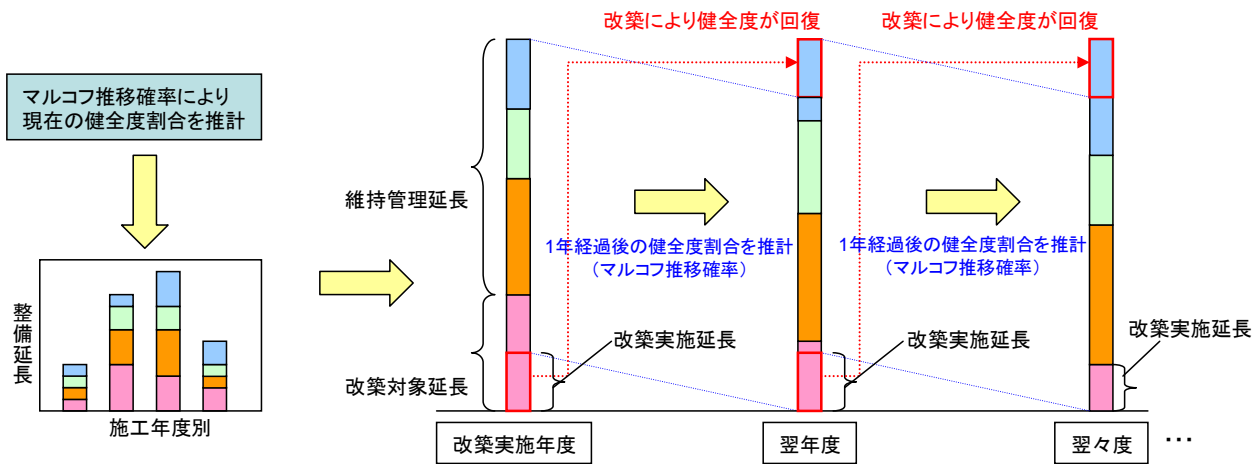 改築により健全度が回復
改築により健全度が回復
マルコフ推移確率により
現在の健全度割合を推計
維持管理延長
1年経過後の健全度割合を推計
（マルコフ推移確率）
1年経過後の健全度割合を推計
（マルコフ推移確率）
整備延長
施工年度別
改築対象延長
改築実施延長
改築実施延長
改築実施延長
改築実施年度
翌年度
翌々度
…